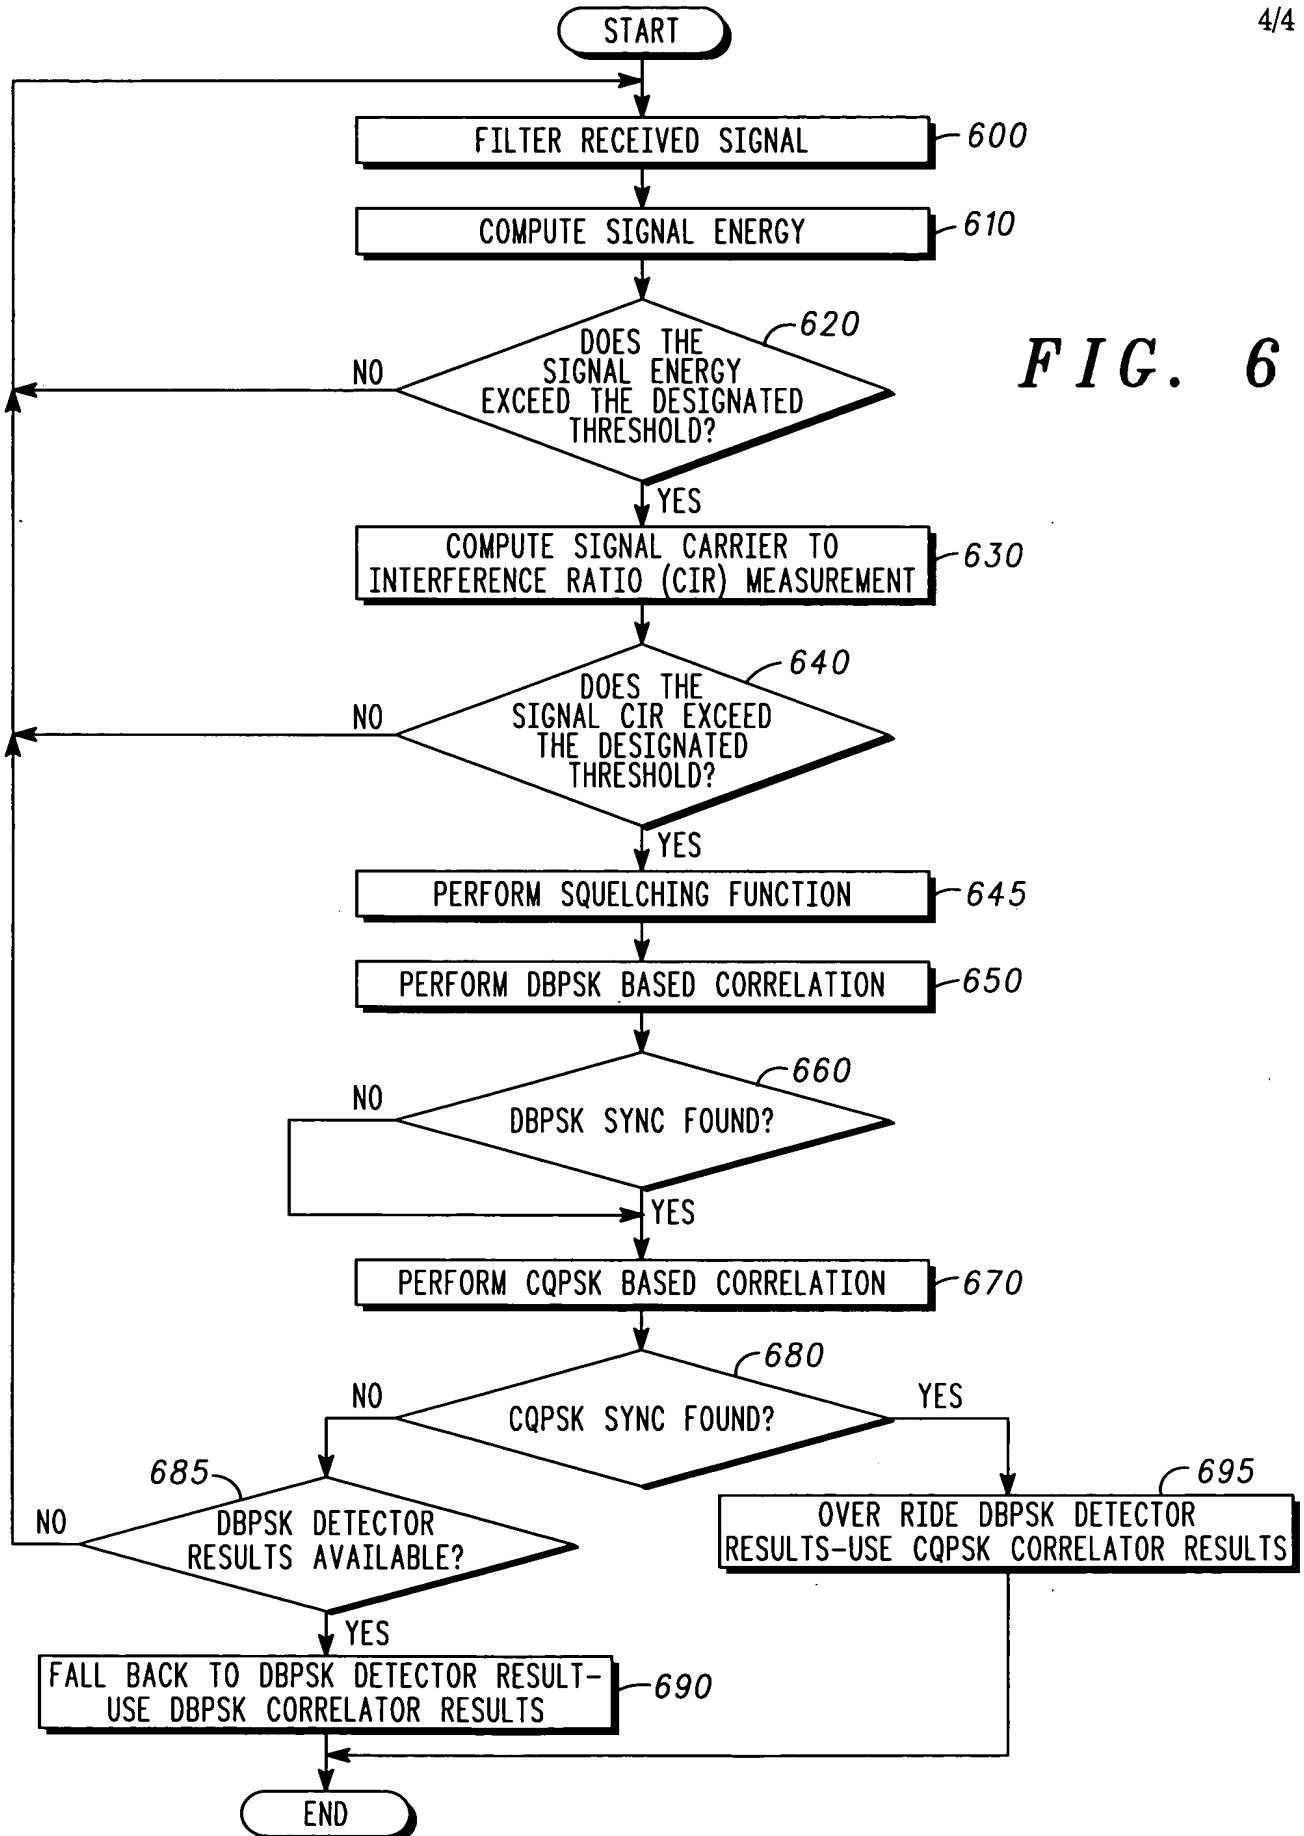 4/4
START
FILTER RECEIVED SIGNAL
600
COMPUTE SIGNAL ENERGY
610
620
DOES THE
SIGNAL ENERGY
EXCEED THE DESIGNATED
THRESHOLD?
NO
FIG. 6
YES
COMPUTE SIGNAL CARRIER TO
INTERFERENCE RATIO (CIR) MEASUREMENT
630
640
DOES THE
SIGNAL CIR EXCEED
THE DESIGNATED
THRESHOLD?
NO
YES
PERFORM SQUELCHING FUNCTION
645
PERFORM DBPSK BASED CORRELATION
650
660
NO
DBPSK SYNC FOUND?
YES
PERFORM CQPSK BASED CORRELATION
670
680
NO
CQPSK SYNC FOUND?
YES
685
NO
DBPSK DETECTOR
RESULTS AVAILABLE?
695
OVER RIDE DBPSK DETECTOR
RESULTS-USE CQPSK CORRELATOR RESULTS
YES
FALL BACK TO DBPSK DETECTOR RESULT-
USE DBPSK CORRELATOR RESULTS
690
END